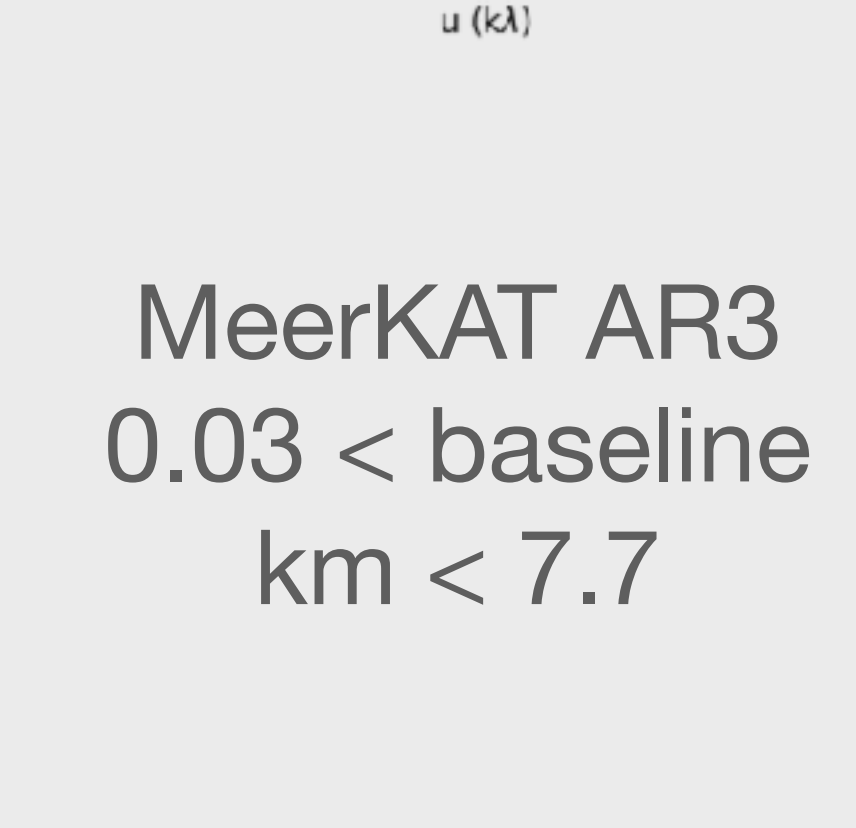 u (kλ)
MeerKAT AR3
0.03 < baseline
km < 7.7